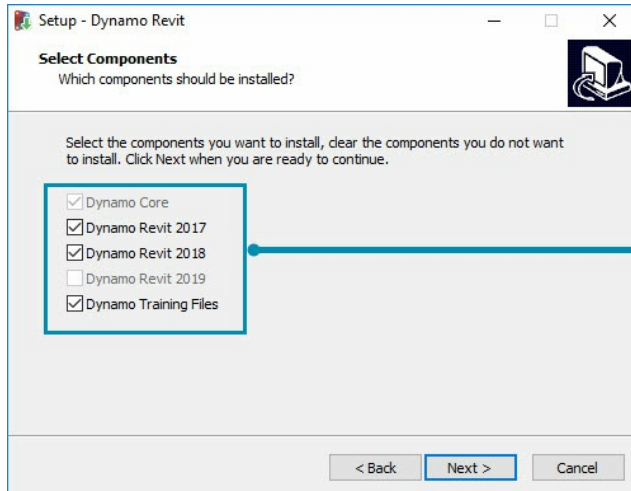 Setup - Dynamo Revit
Select Components
Which components should be installed?
Select the components you want to install, clear the components you do not want
to install. Click Next when you are ready to continue.
Dynamo Core
Dynamo Revit 2017
Dynamo Revit 2018
Dynamo Revit 2019
Dynamo Training Files
< Back Next > Cancel